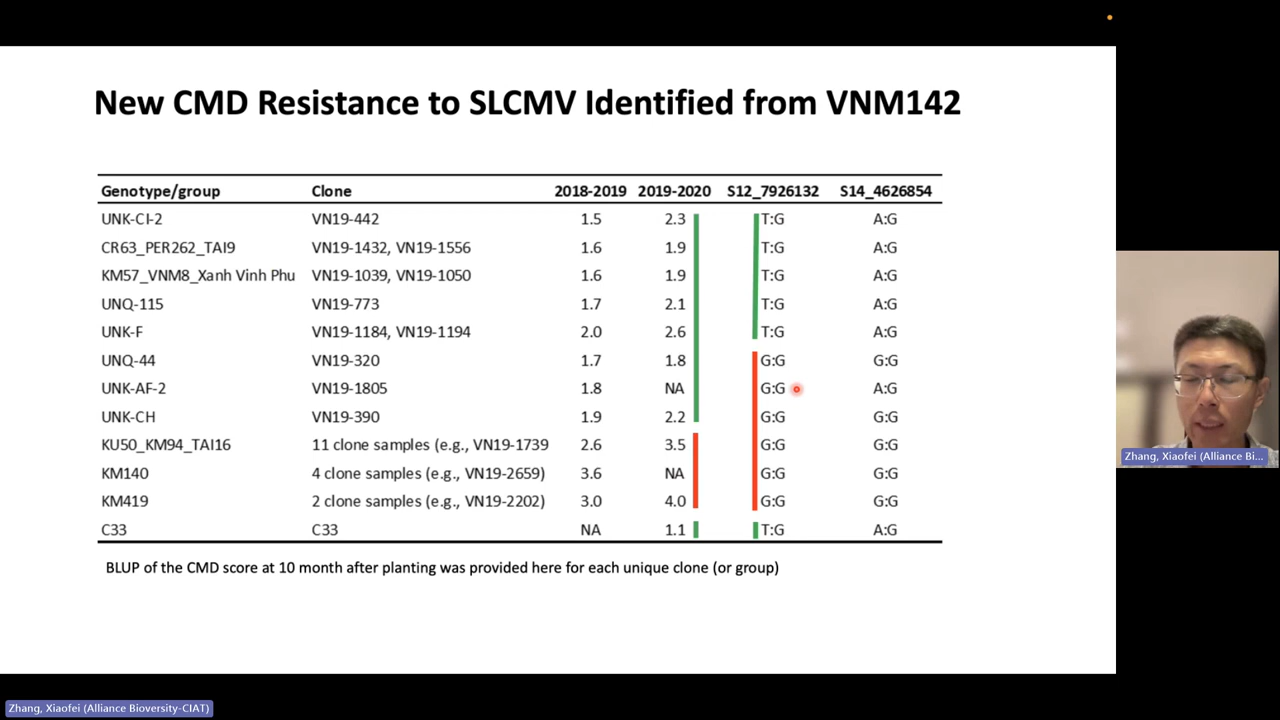 New CMD Resistance to SLCMV Identified from VNM142
Genotype/group Clone 2018-2019 2019-2020 S12_7926132 S14_4626854
UNK-CI-2 VN19-442 1.5 2.3 T:G A:G
CR63_PER262_TAI9 VN19-1432, VN19-1556 1.6 1.9 T:G A:G
KM57_VNM8_Xanh Vinh Phu VN19-1039, VN19-1050 1.6 1.9 T:G A:G
UNQ-115 VN19-773 1.7 2.1 T:G A:G
UNK-F VN19-1184, VN19-1194 2.0 2.6 T:G A:G
UNQ-44 VN19-320 1.7 1.8 G:G G:G
UNK-AF-2 VN19-1805 1.8 NA G:G A:G
UNK-CH VN19-390 1.9 2.2 G:G G:G
KU50_KM94_TAI16 11 clone samples (e.g., VN19-1739 2.6 3.5 G:G G:G
KM140 4 clone samples (e.g., VN19-2659) 3.6 NA G:G G:G
KM419 2 clone samples (e.g., VN19-2202) 3.0 4.0 G:G G:G
C33 C33 NA 1.1 T:G A:G
BLUP of the CMD score at 10 month after planting was provided here for each unique clone (or group)
Zhang, Xiaofei (Alliance Bi...
Zhang, Xiaofei (Alliance Bioversity-CIAT)